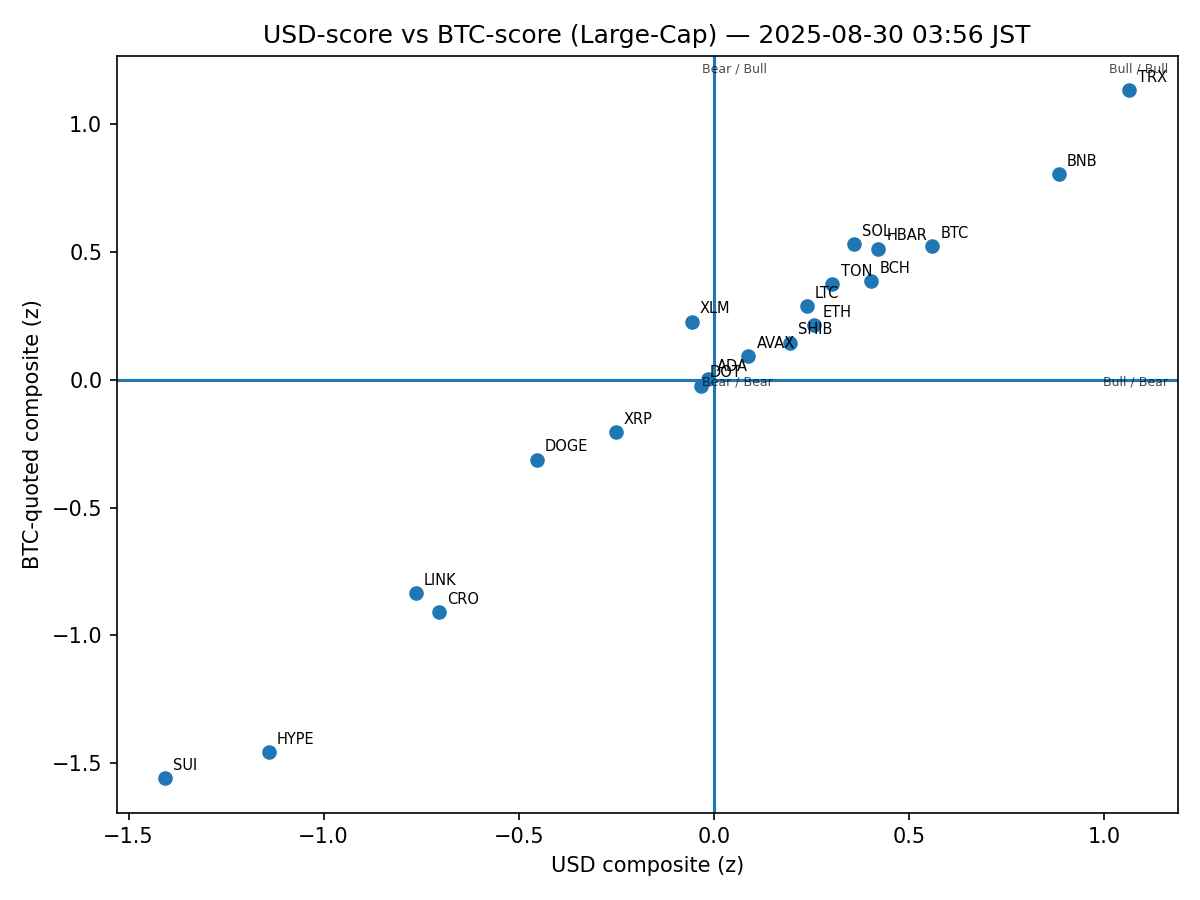 USD-score vs BTC-score (Large-Cap) — 2025-08-30 03:56 JST
Bear / Bull
Bull / Bull
TRX
1.0
BNB
SOL
HBAR
BTC
0.5
TON
BCH
LTC
XLM
ETH
SHIB
AVAX
ADA
DOT
0.0
Bear / Bear
Bull / Bear
XRP
DOGE
−0.5
LINK
CRO
−1.0
HYPE
−1.5
SUI
BTC-quoted composite (z)
−1.5
−1.0
−0.5
0.0
0.5
1.0
USD composite (z)